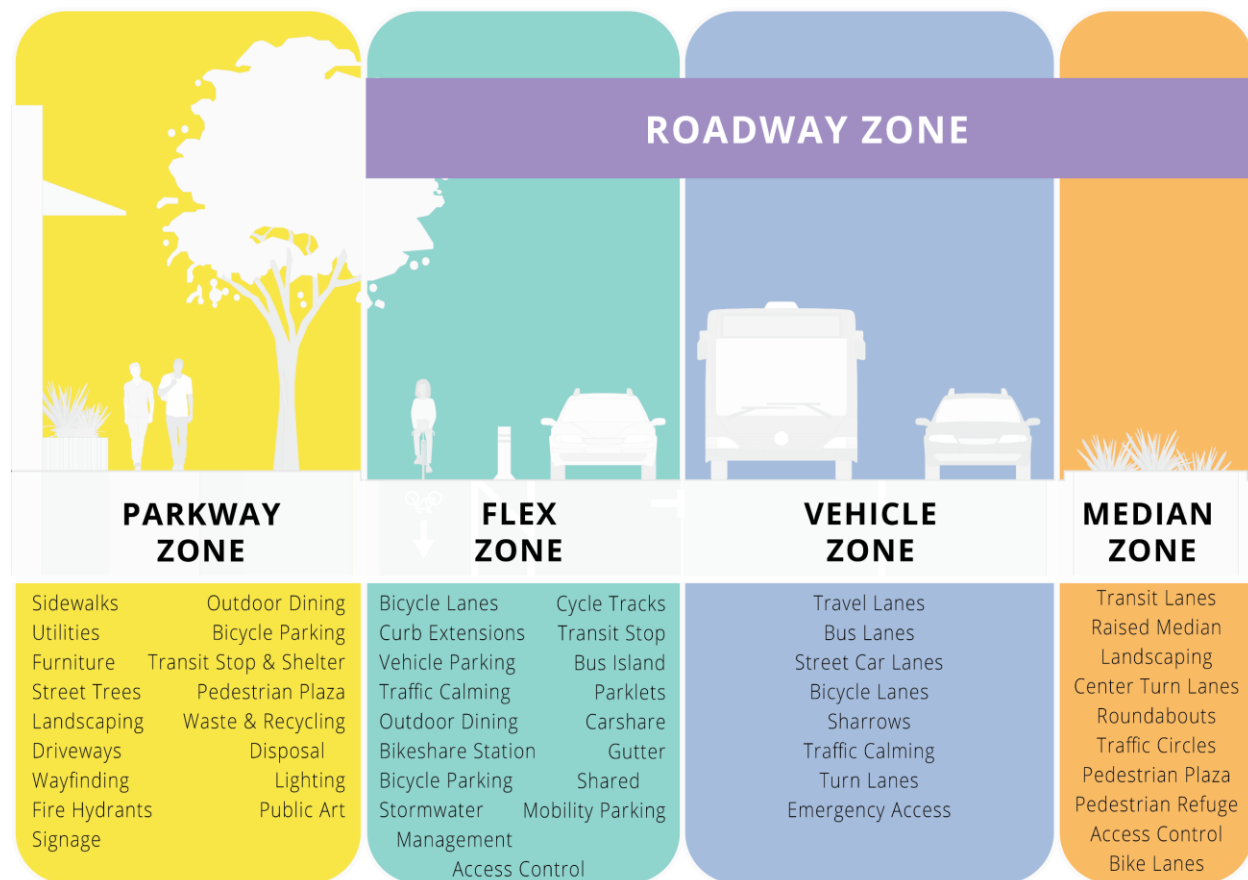 ROADWAY ZONE
PARKWAY
ZONE
Sidewalks
Utilities
Furniture
Street Trees
Landscaping
Driveways
Wayfinding
Fire Hydrants
Signage
Outdoor Dining
Bicycle Parking
Transit Stop & Shelter
Pedestrian Plaza
Waste & Recycling
Disposal
Lighting
Public Art
FLEX
ZONE
Bicycle Lanes
Curb Extensions
Vehicle Parking
Traffic Calming
Outdoor Dining
Bikeshare Station
Bicycle Parking
Stormwater
Management
Cycle Tracks
Transit Stop
Bus Island
Parklets
Carshare
Gutter
Shared
Mobility Parking
Access Control
VEHICLE
ZONE
Travel Lanes
Bus Lanes
Street Car Lanes
Bicycle Lanes
Sharrows
Traffic Calming
Turn Lanes
Emergency Access
MEDIAN
ZONE
Transit Lanes
Raised Median
Landscaping
Center Turn Lanes
Roundabouts
Traffic Circles
Pedestrian Plaza
Pedestrian Refuge
Access Control
Bike Lanes